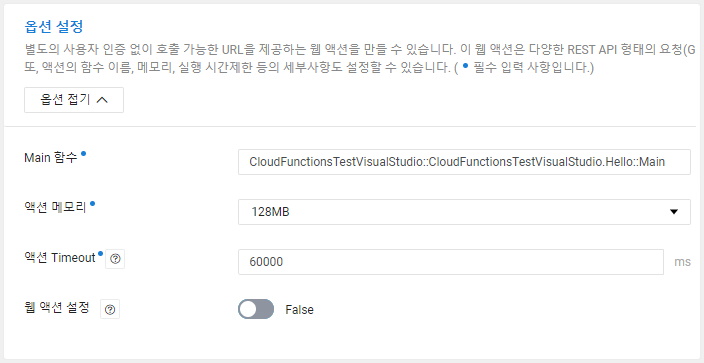 옵션 설정
별도의 사용자 인증 없이 호출 가능한 URL을 제공하는 웹 액션을 만들 수 있습니다. 이 웹 액션은 다양한 REST API 형태의 요청(G
또, 액션의 함수 이름, 메모리, 실행 시간제한 등의 세부사항도 설정할 수 있습니다. ( • 필수 입력 사항입니다.)
옵션 접기
Main 함수 • CloudFunctionsTestVisualStudio::CloudFunctionsTestVisualStudio.Hello::Main
액션 메모리 • 128MB
액션 Timeout • ? 60000 ms
웹 액션 설정 ? False